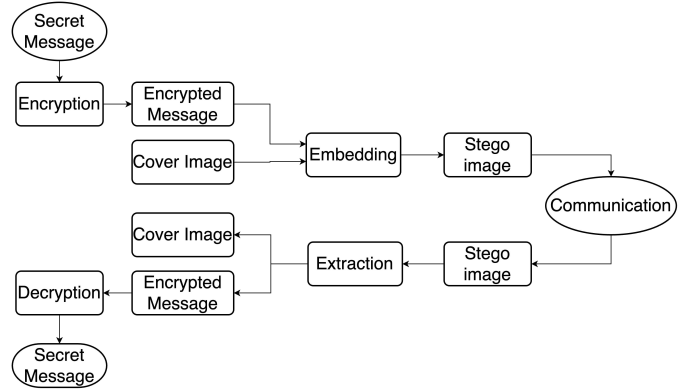 Secret
Message
Encryption
Encrypted
Message
Cover Image
Embedding
Stego
image
Communication
Cover Image
Extraction
Stego
image
Decryption
Encrypted
Message
Secret
Message